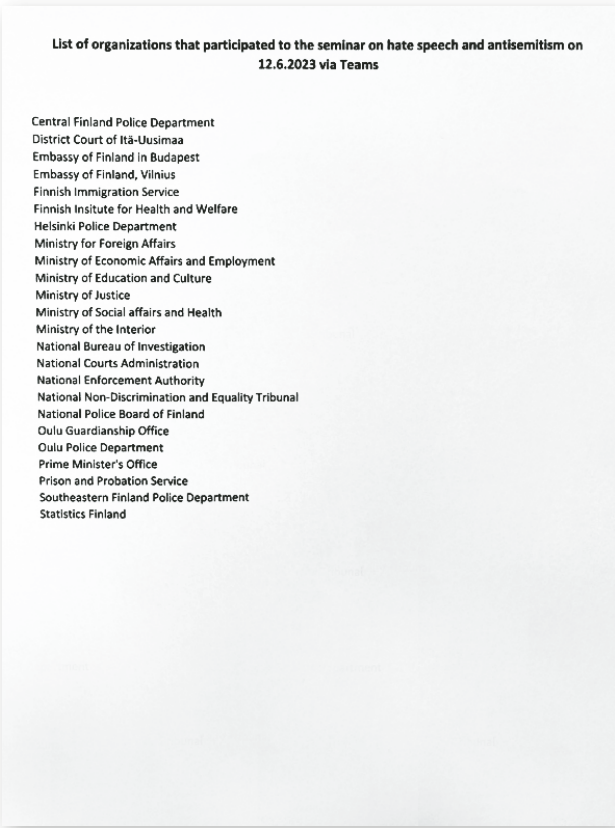 List of organizations that participated to the seminar on hate speech and antisemitism on
12.6.2023 via Teams
Central Finland Police Department
District Court of Itä-Uusimaa
Embassy of Finland in Budapest
Embassy of Finland, Vilnius
Finnish Immigration Service
Finnish Insitute for Health and Welfare
Helsinki Police Department
Ministry for Foreign Affairs
Ministry of Economic Affairs and Employment
Ministry of Education and Culture
Ministry of Justice
Ministry of Social affairs and Health
Ministry of the Interior
National Bureau of Investigation
National Courts Administration
National Enforcement Authority
National Non-Discrimination and Equality Tribunal
National Police Board of Finland
Oulu Guardianship Office
Oulu Police Department
Prime Minister's Office
Prison and Probation Service
Southeastern Finland Police Department
Statistics Finland